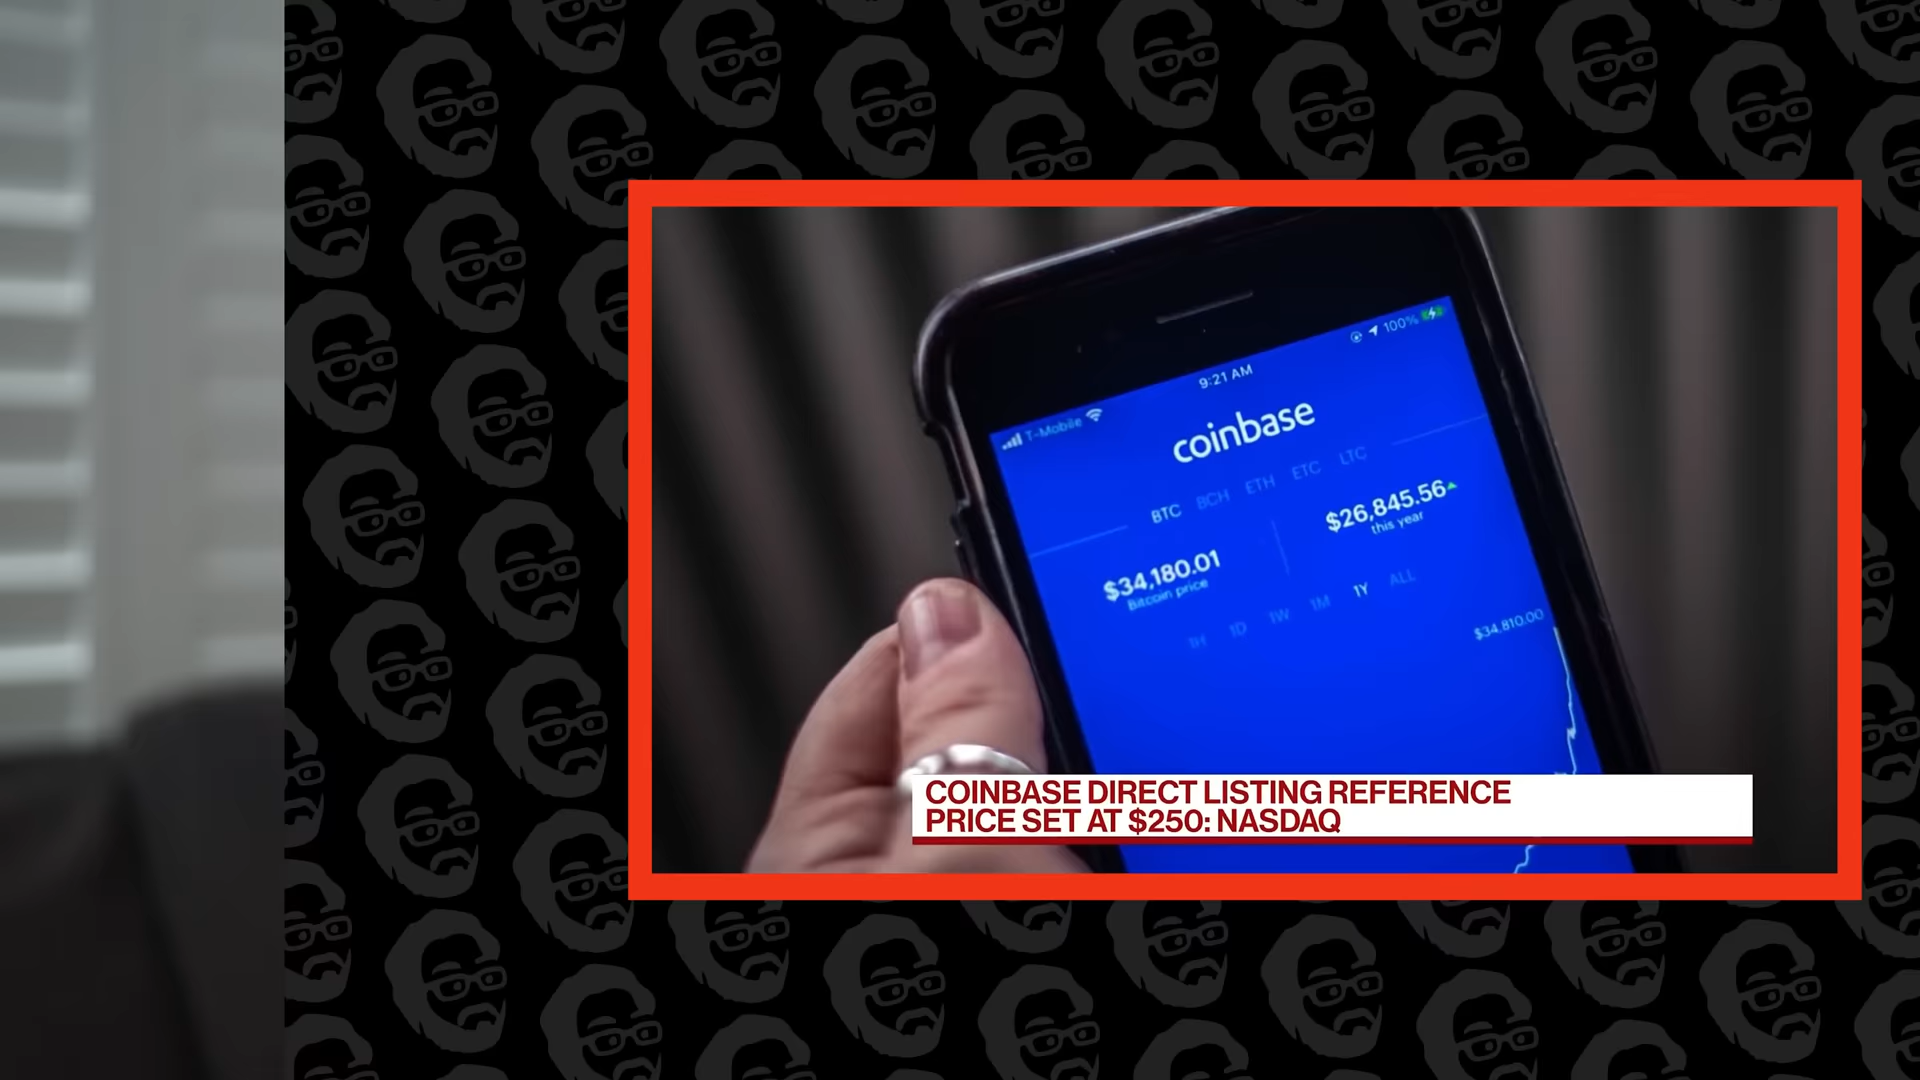 100%
9:21 AM
T-Mobile
coinbase
BTC BCH ETH ETC LTC
$34,180.01
Bitcoin price
$26,845.56
this year
1H 1D 1W 1M 1Y ALL
$34,810.00
COINBASE DIRECT LISTING REFERENCE
PRICE SET AT $250: NASDAQ